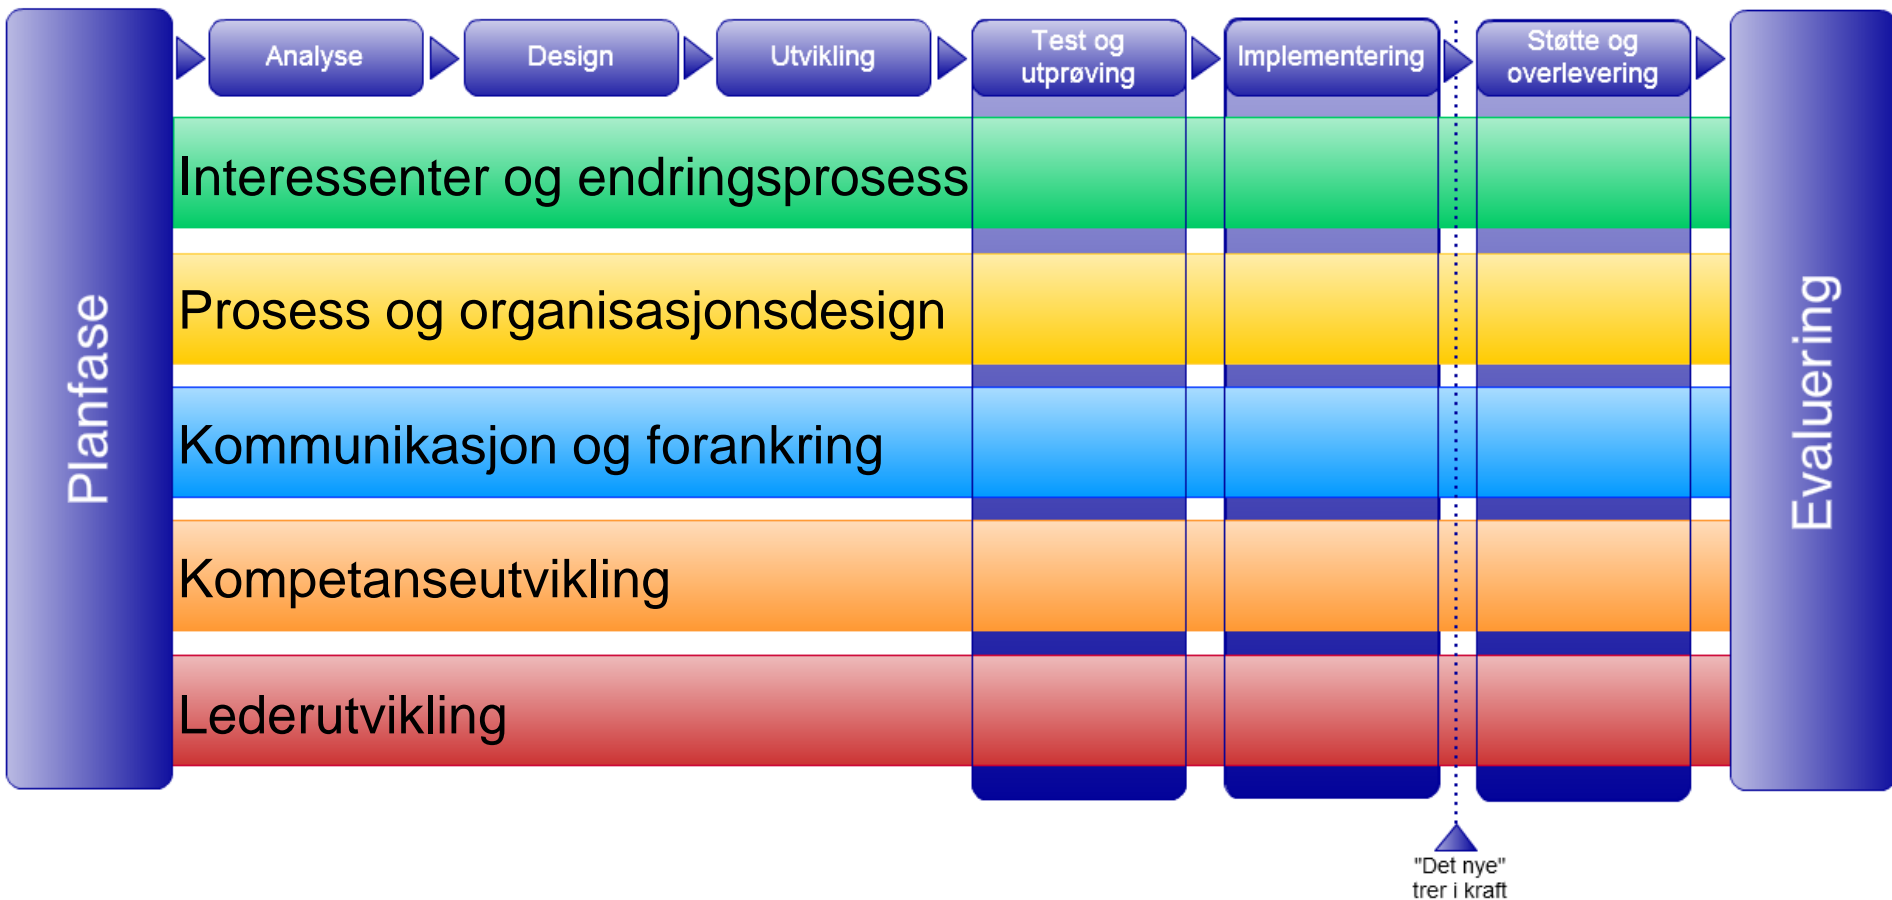 Planfase
Analyse
Design
Utvikling
Test og
utprøving
Implementering
Støtte og
overlevering
Interessenter og endringsprosess
Prosess og organisasjonsdesign
Kommunikasjon og forankring
Kompetanseutvikling
Lederutvikling
Evaluering
"Det nye"
trer i kraft